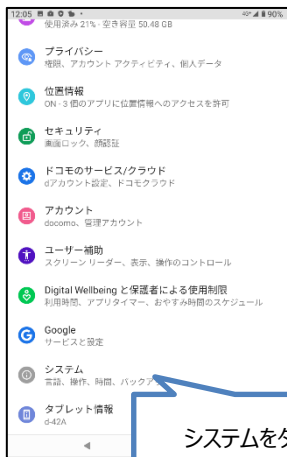 12:05
90%
使用済み 21% - 空き容量 50.48 GB
プライバシー
権限、アカウント アクティビティ、個人データ
位置情報
ON - 3 個のアプリに位置情報へのアクセスを許可
セキュリティ
画面ロック、顔認証
ドコモのサービス/クラウド
dアカウント設定、ドコモクラウド
アカウント
docomo、管理アカウント
ユーザー補助
スクリーン リーダー、表示、操作のコントロール
Digital Wellbeing と保護者による使用制限
利用時間、アプリタイマー、おやすみ時間のスケジュール
Google
サービスと設定
システム
言語、操作、時間、バックア
タブレット情報
d-42A
システムを